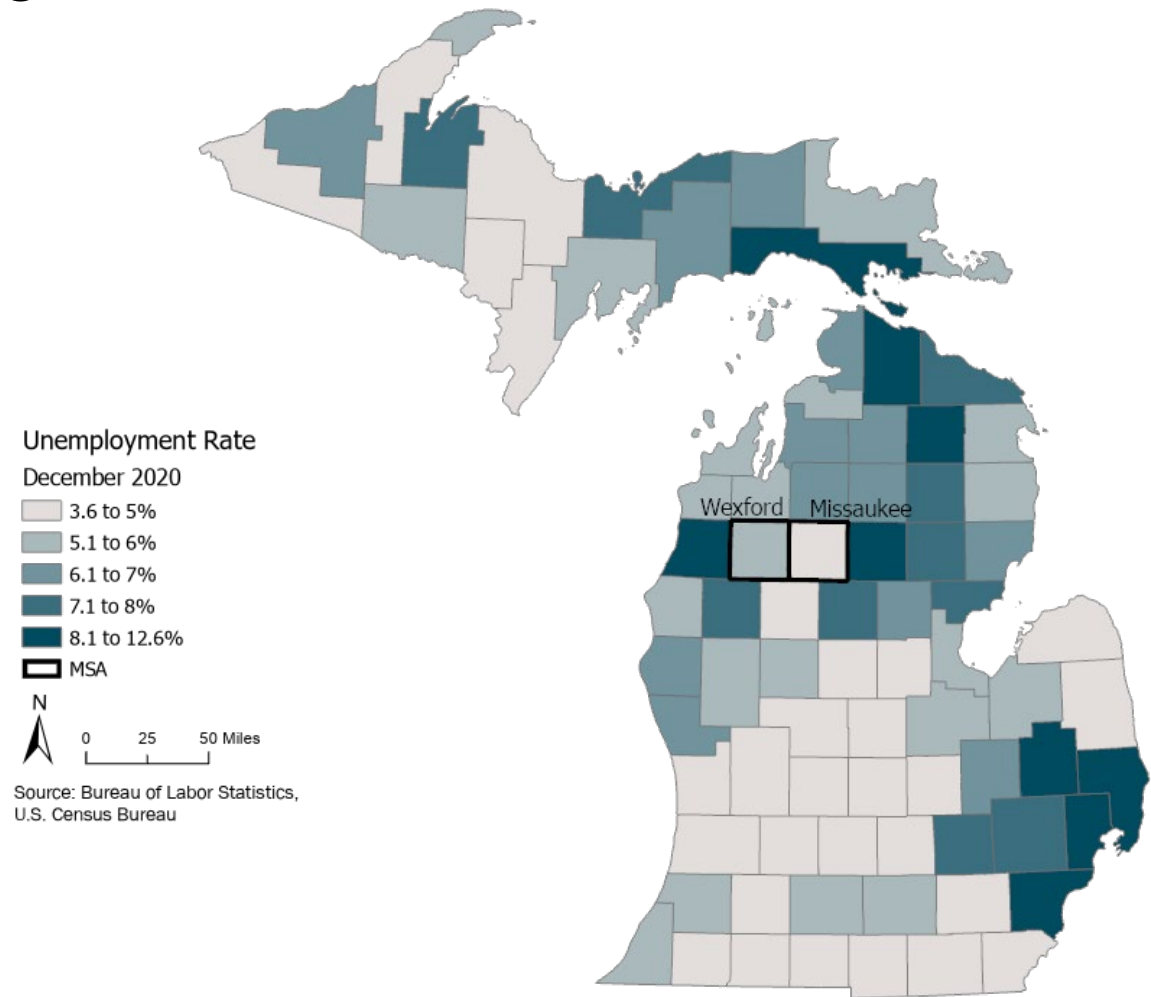 Wexford Missaukee
Unemployment Rate
December 2020
3.6 to 5%
5.1 to 6%
6.1 to 7%
7.1 to 8%
8.1 to 12.6%
MSA
N
0 25 50 Miles
Source: Bureau of Labor Statistics,
U.S. Census Bureau